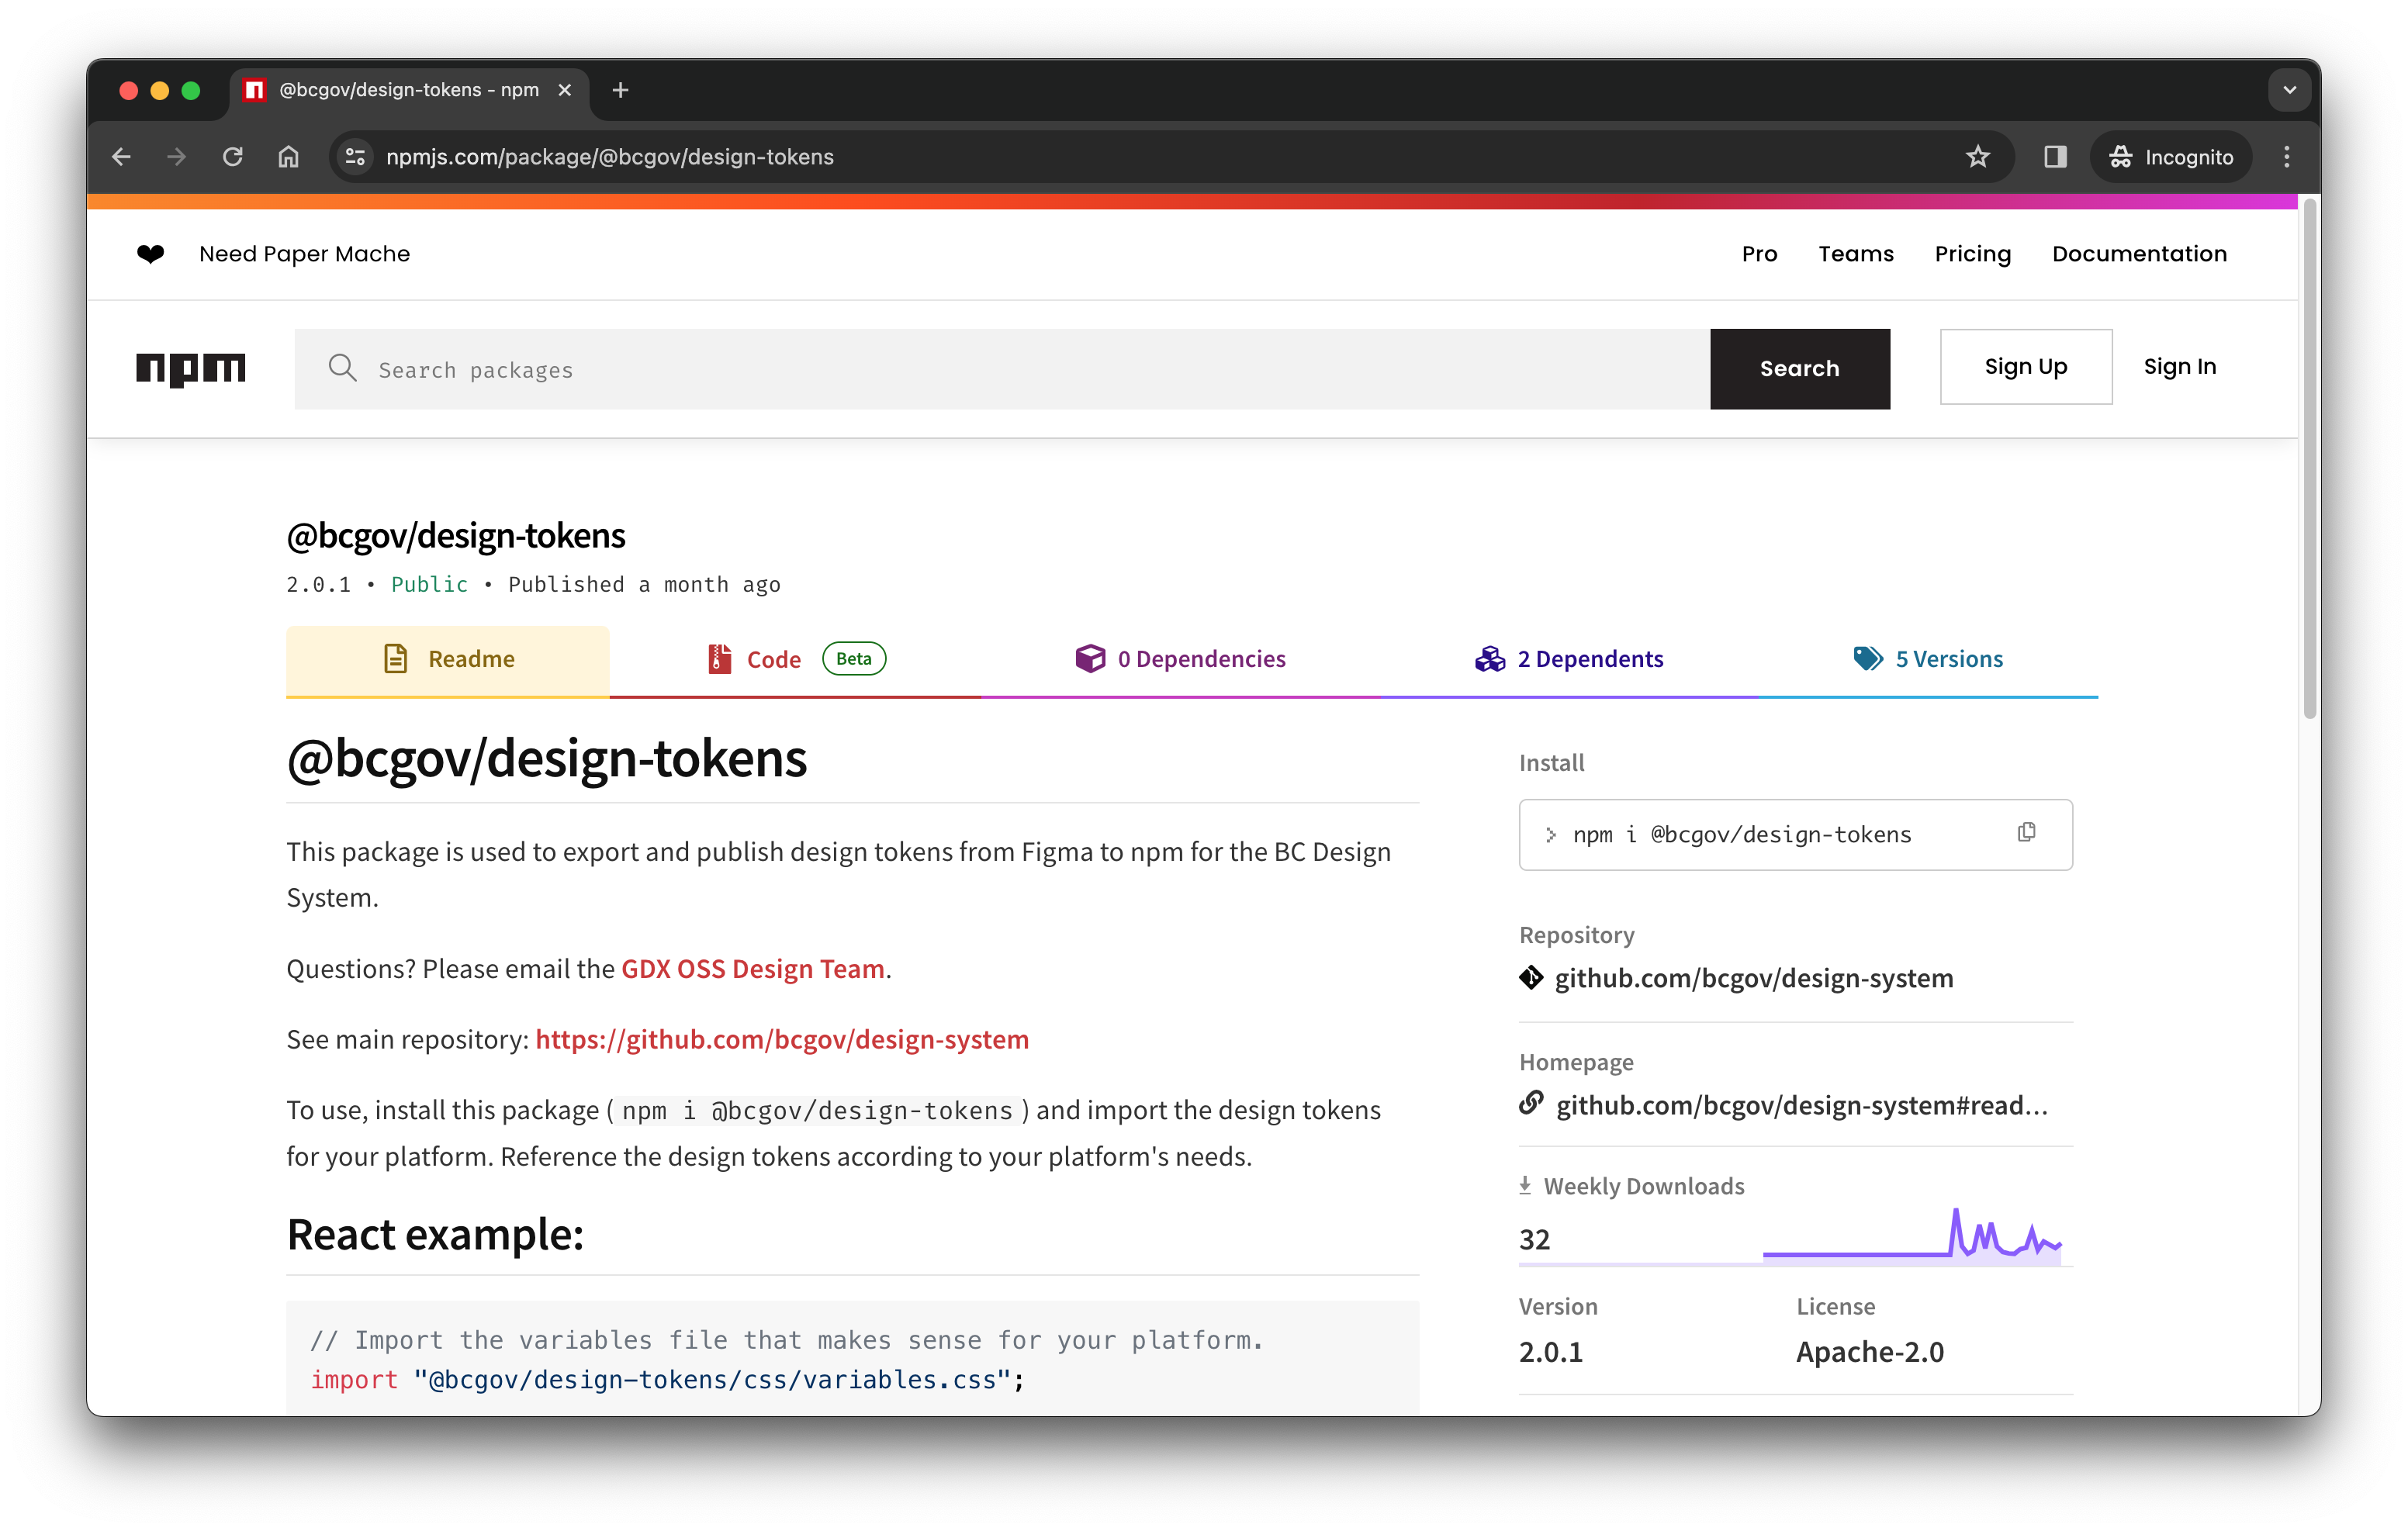 @bcgov/design-tokens - npm
npmjs.com/package/@bcgov/design-tokens
Incognito
❤ Need Paper Mache
Pro Teams Pricing Documentation
npm
Search packages
Search
Sign Up
Sign In
@bcgov/design-tokens
2.0.1 • Public • Published a month ago
Readme
Code Beta
0 Dependencies
2 Dependents
5 Versions
@bcgov/design-tokens
This package is used to export and publish design tokens from Figma to npm for the BC Design
System.
Questions? Please email the GDX OSS Design Team.
See main repository: https://github.com/bcgov/design-system
To use, install this package ( npm i @bcgov/design-tokens ) and import the design tokens
for your platform. Reference the design tokens according to your platform's needs.
React example:
// Import the variables file that makes sense for your platform.
import "@bcgov/design-tokens/css/variables.css";
Install
> npm i @bcgov/design-tokens
Repository
github.com/bcgov/design-system
Homepage
github.com/bcgov/design-system#read...
Weekly Downloads
32
Version
2.0.1
License
Apache-2.0